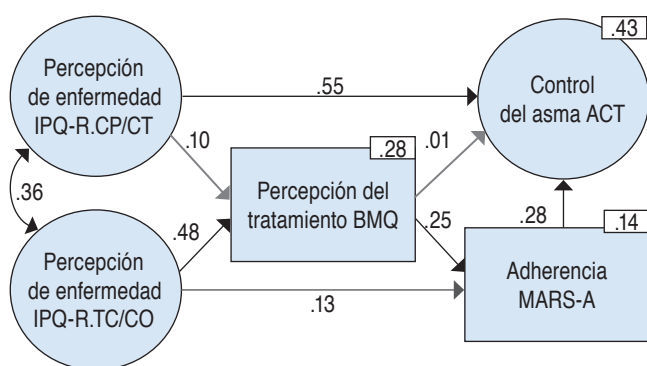 Percepción
de enfermedad
IPQ-R.CP/CT
.43
Control
del asma ACT
.55
.10
.28
.01
Percepción del
tratamiento BMQ
.36
.48
.25
.28
.14
Percepción
de enfermedad
IPQ-R.TC/CO
Adherencia
MARS-A
.13